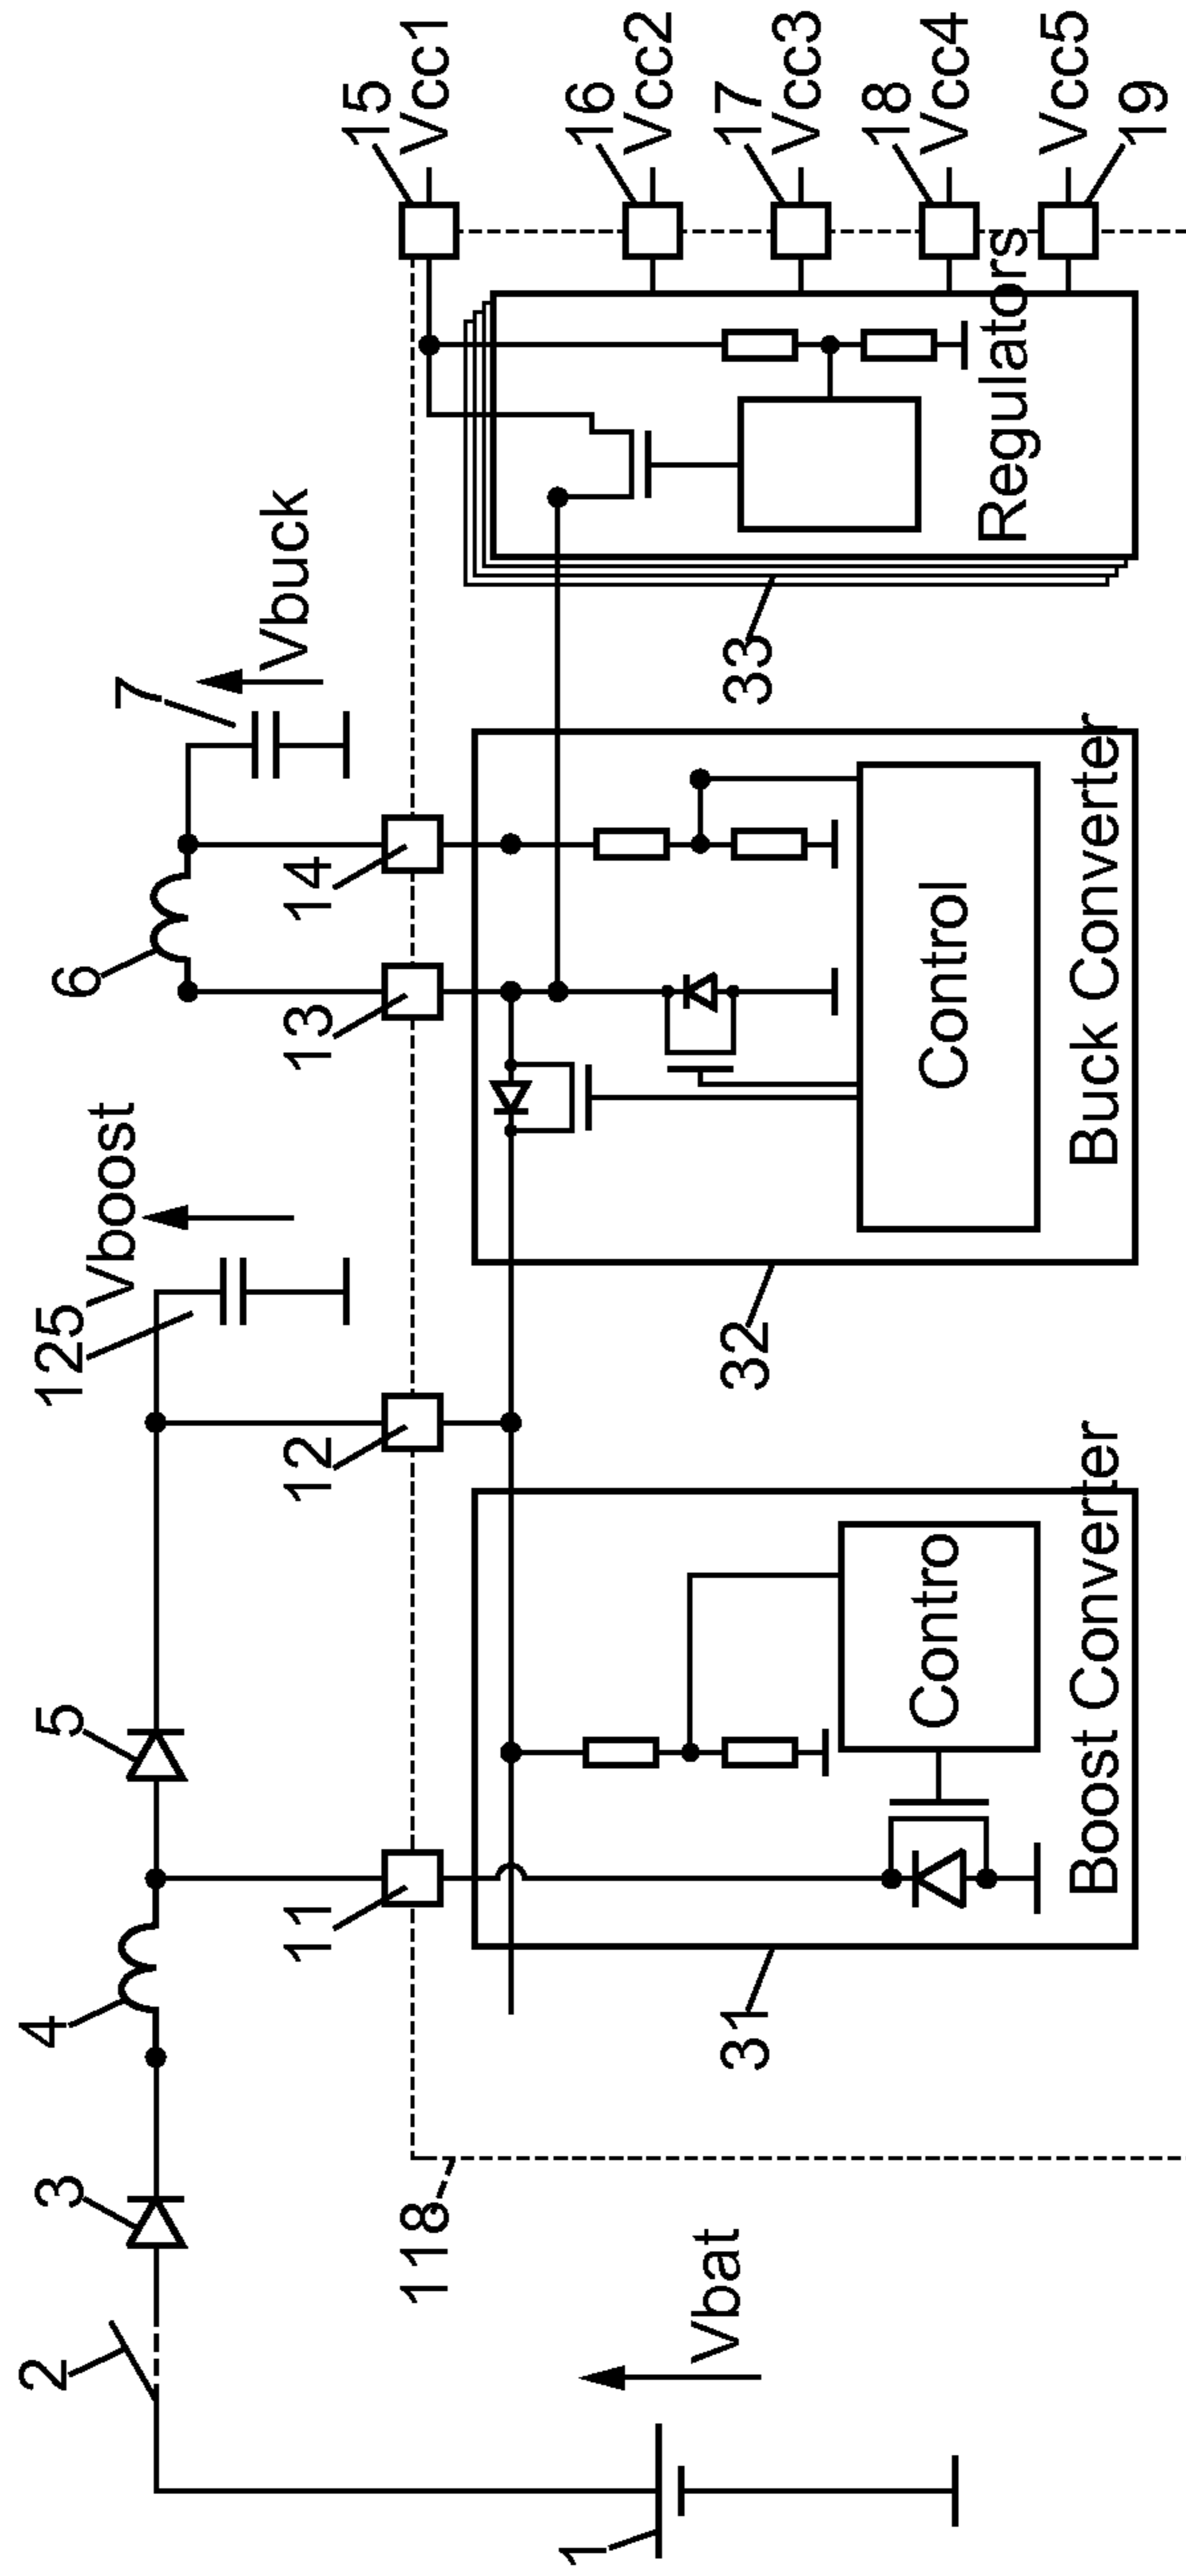 1
2
3
4
5
125
Vboost
6
7
Vbuck
Vbat
118
11
12
13
14
15
Vcc1
16
Vcc2
17
Vcc3
18
Vcc4
Vcc5
19
31
32
33
Contro
Boost Converter
Control
Buck Converter
Regulators